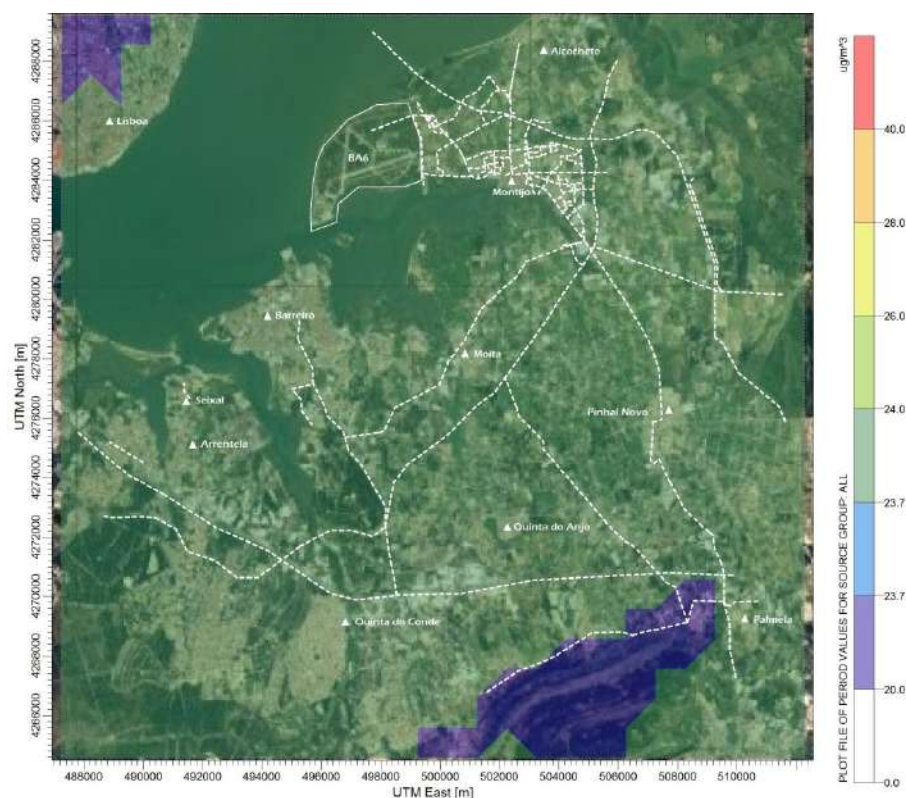 ug/m^3
40.0
28.0
26.0
24.0
23.7
23.7
20.0
0.0
PLOT FILE OF PERIOD VALUES FOR SOURCE GROUP: ALL
UTM North [m]
4288000
4286000
4284000
4282000
4280000
4278000
4276000
4274000
4272000
4270000
4268000
4266000
Alcochete
Lisboa
BA6
Montijo
Barreiro
Moita
Seixal
Pinhal Novo
Arrentela
Quinta do Anjo
Quinta do Conde
Palmela
488000 490000 492000 494000 496000 498000 500000 502000 504000 506000 508000 510000
UTM East [m]